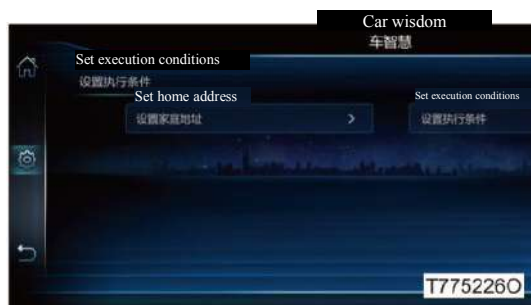 Car wisdom
车智慧
Set execution conditions
设置执行条件
Set home address
设置家庭地址 >
Set execution conditions
设置执行条件
T775226O